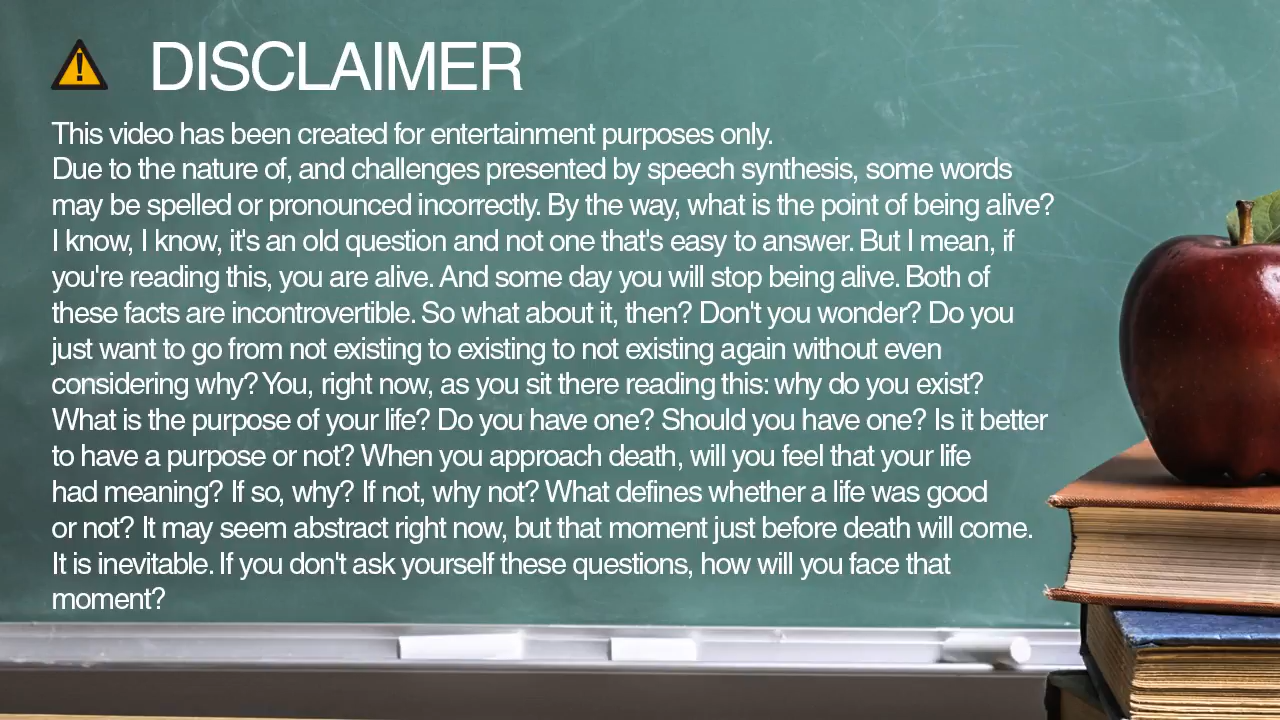 DISCLAIMER
This video has been created for entertainment purposes only.
Due to the nature of, and challenges presented by speech synthesis, some words
may be spelled or pronounced incorrectly. By the way, what is the point of being alive?
I know, I know, it's an old question and not one that's easy to answer. But I mean, if
you're reading this, you are alive. And some day you will stop being alive. Both of
these facts are incontrovertible. So what about it, then? Don't you wonder? Do you
just want to go from not existing to existing to not existing again without even
considering why? You, right now, as you sit there reading this: why do you exist?
What is the purpose of your life? Do you have one? Should you have one? Is it better
to have a purpose or not? When you approach death, will you feel that your life
had meaning? If so, why? If not, why not? What defines whether a life was good
or not? It may seem abstract right now, but that moment just before death will come.
It is inevitable. If you don't ask yourself these questions, how will you face that
moment?